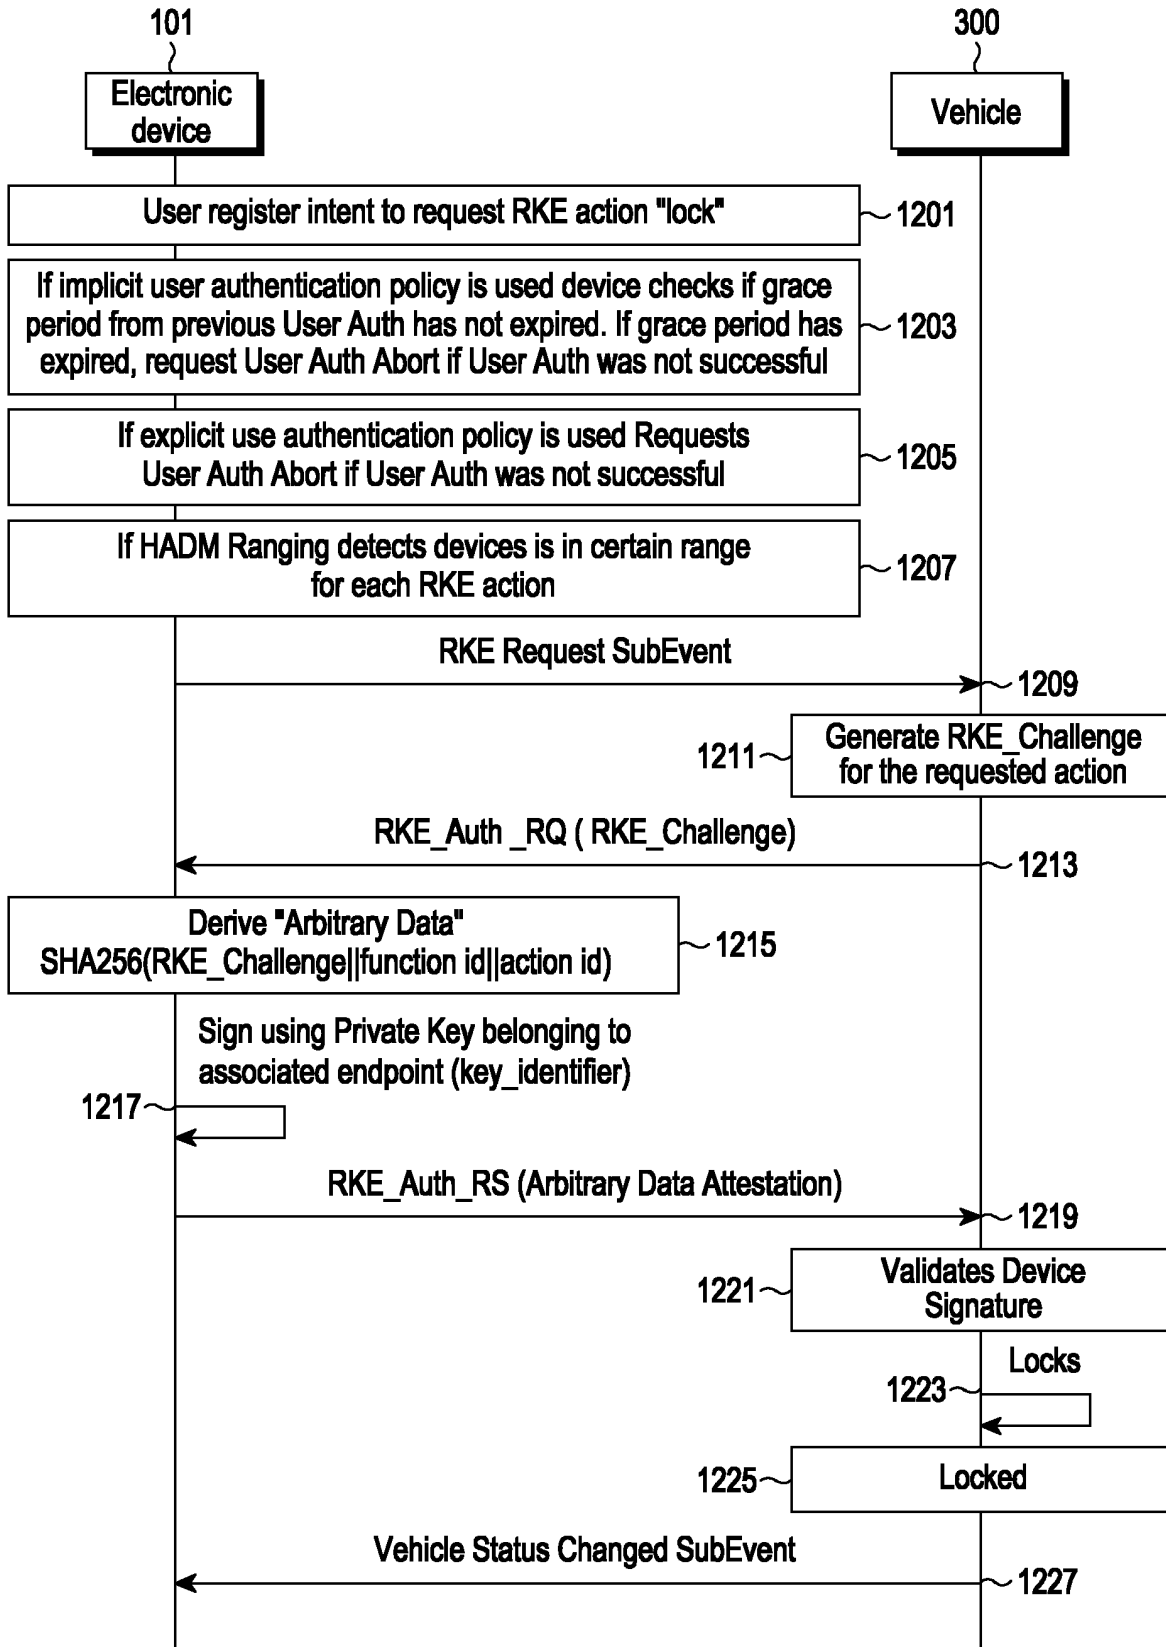 101
300
Electronic
device
Vehicle
User register intent to request RKE action "lock"
1201
If implicit user authentication policy is used device checks if grace
period from previous User Auth has not expired. If grace period has
expired, request User Auth Abort if User Auth was not successful
1203
If explicit use authentication policy is used Requests
User Auth Abort if User Auth was not successful
1205
If HADM Ranging detects devices is in certain range
for each RKE action
1207
RKE Request SubEvent
1209
Generate RKE_Challenge
for the requested action
1211
RKE_Auth _RQ ( RKE_Challenge)
1213
Derive "Arbitrary Data"
SHA256(RKE_Challenge||function id||action id)
1215
Sign using Private Key belonging to
associated endpoint (key_identifier)
1217
RKE_Auth_RS (Arbitrary Data Attestation)
1219
Validates Device
Signature
1221
Locks
1223
Locked
1225
Vehicle Status Changed SubEvent
1227